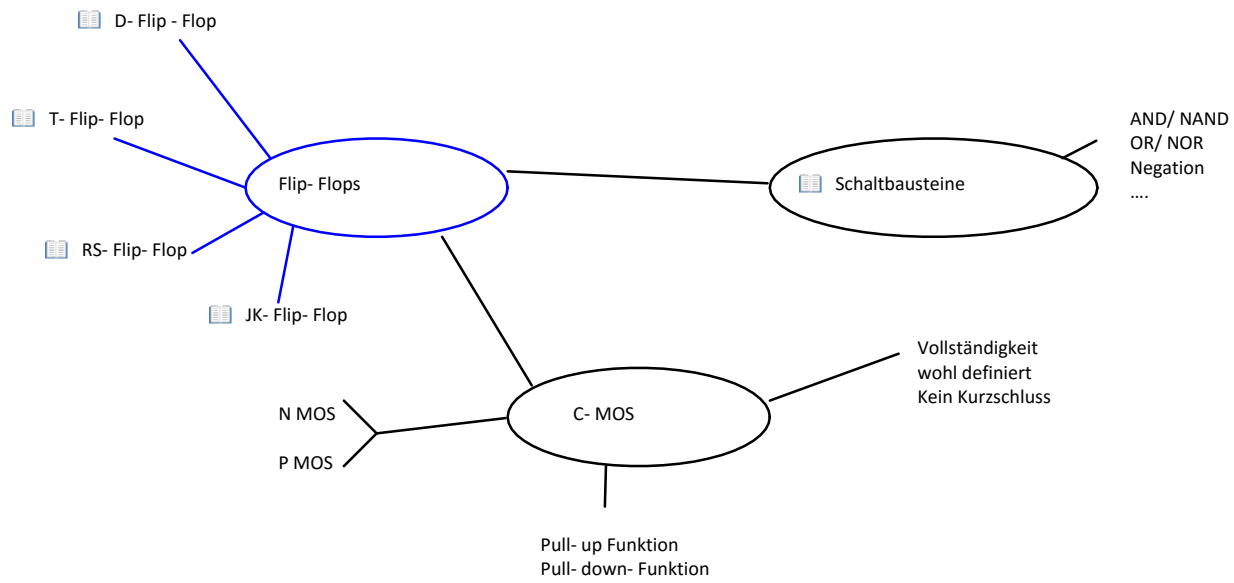 D- Flip - Flop
T- Flip- Flop
AND/ NAND
OR/ NOR
Negation
....
Flip- Flops
Schaltbausteine
RS- Flip- Flop
JK- Flip- Flop
Vollständigkeit
wohl definiert
Kein Kurzschluss
N MOS
C- MOS
P MOS
Pull- up Funktion
Pull- down- Funktion